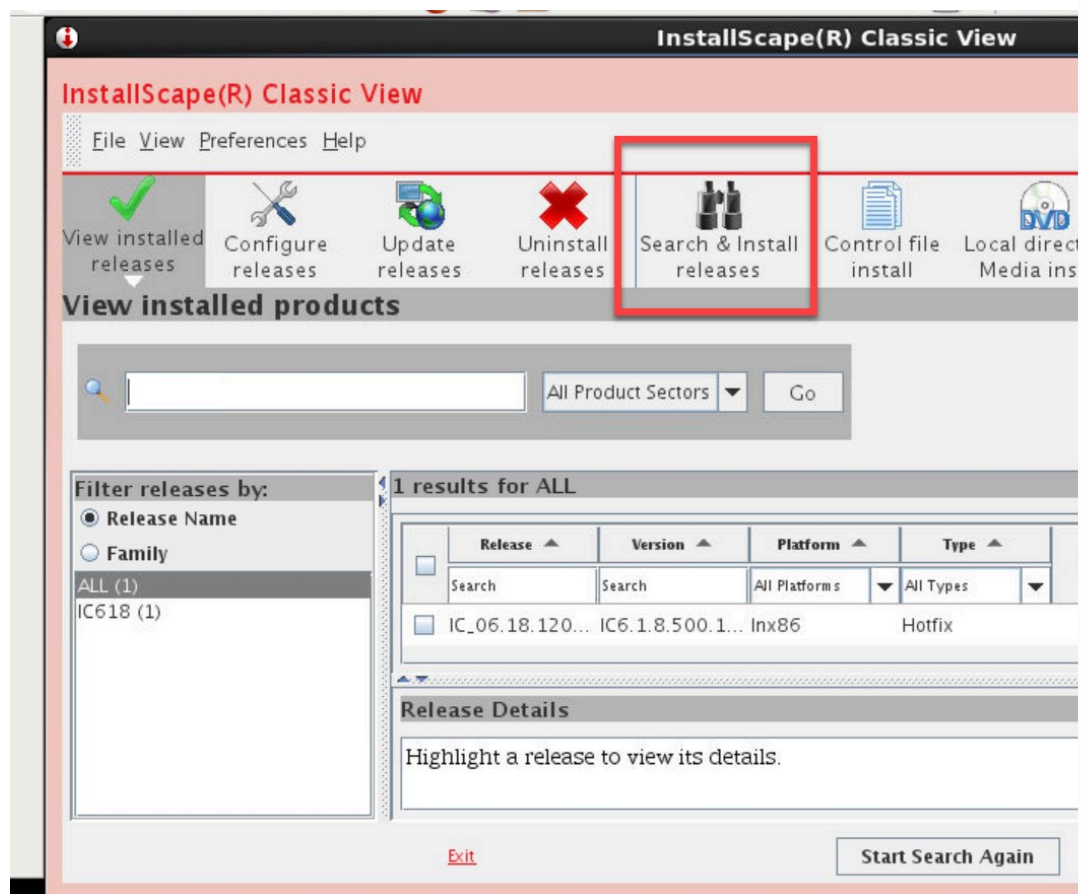 InstallScape(R) Classic View
InstallScape(R) Classic View
File View Preferences Help
View installed releases
Configure releases
Update releases
Uninstall releases
Search & Install releases
Control file install
Local direct
Media ins
DVD
View installed products
All Product Sectors
Go
Filter releases by:
Release Name
Family
ALL (1)
IC618 (1)
1 results for ALL
Release Version Platform Type
Search Search All Platforms All Types
IC_06.18.120... IC6.1.8.500.1... lnx86 Hotfix
Release Details
Highlight a release to view its details.
Exit
Start Search Again